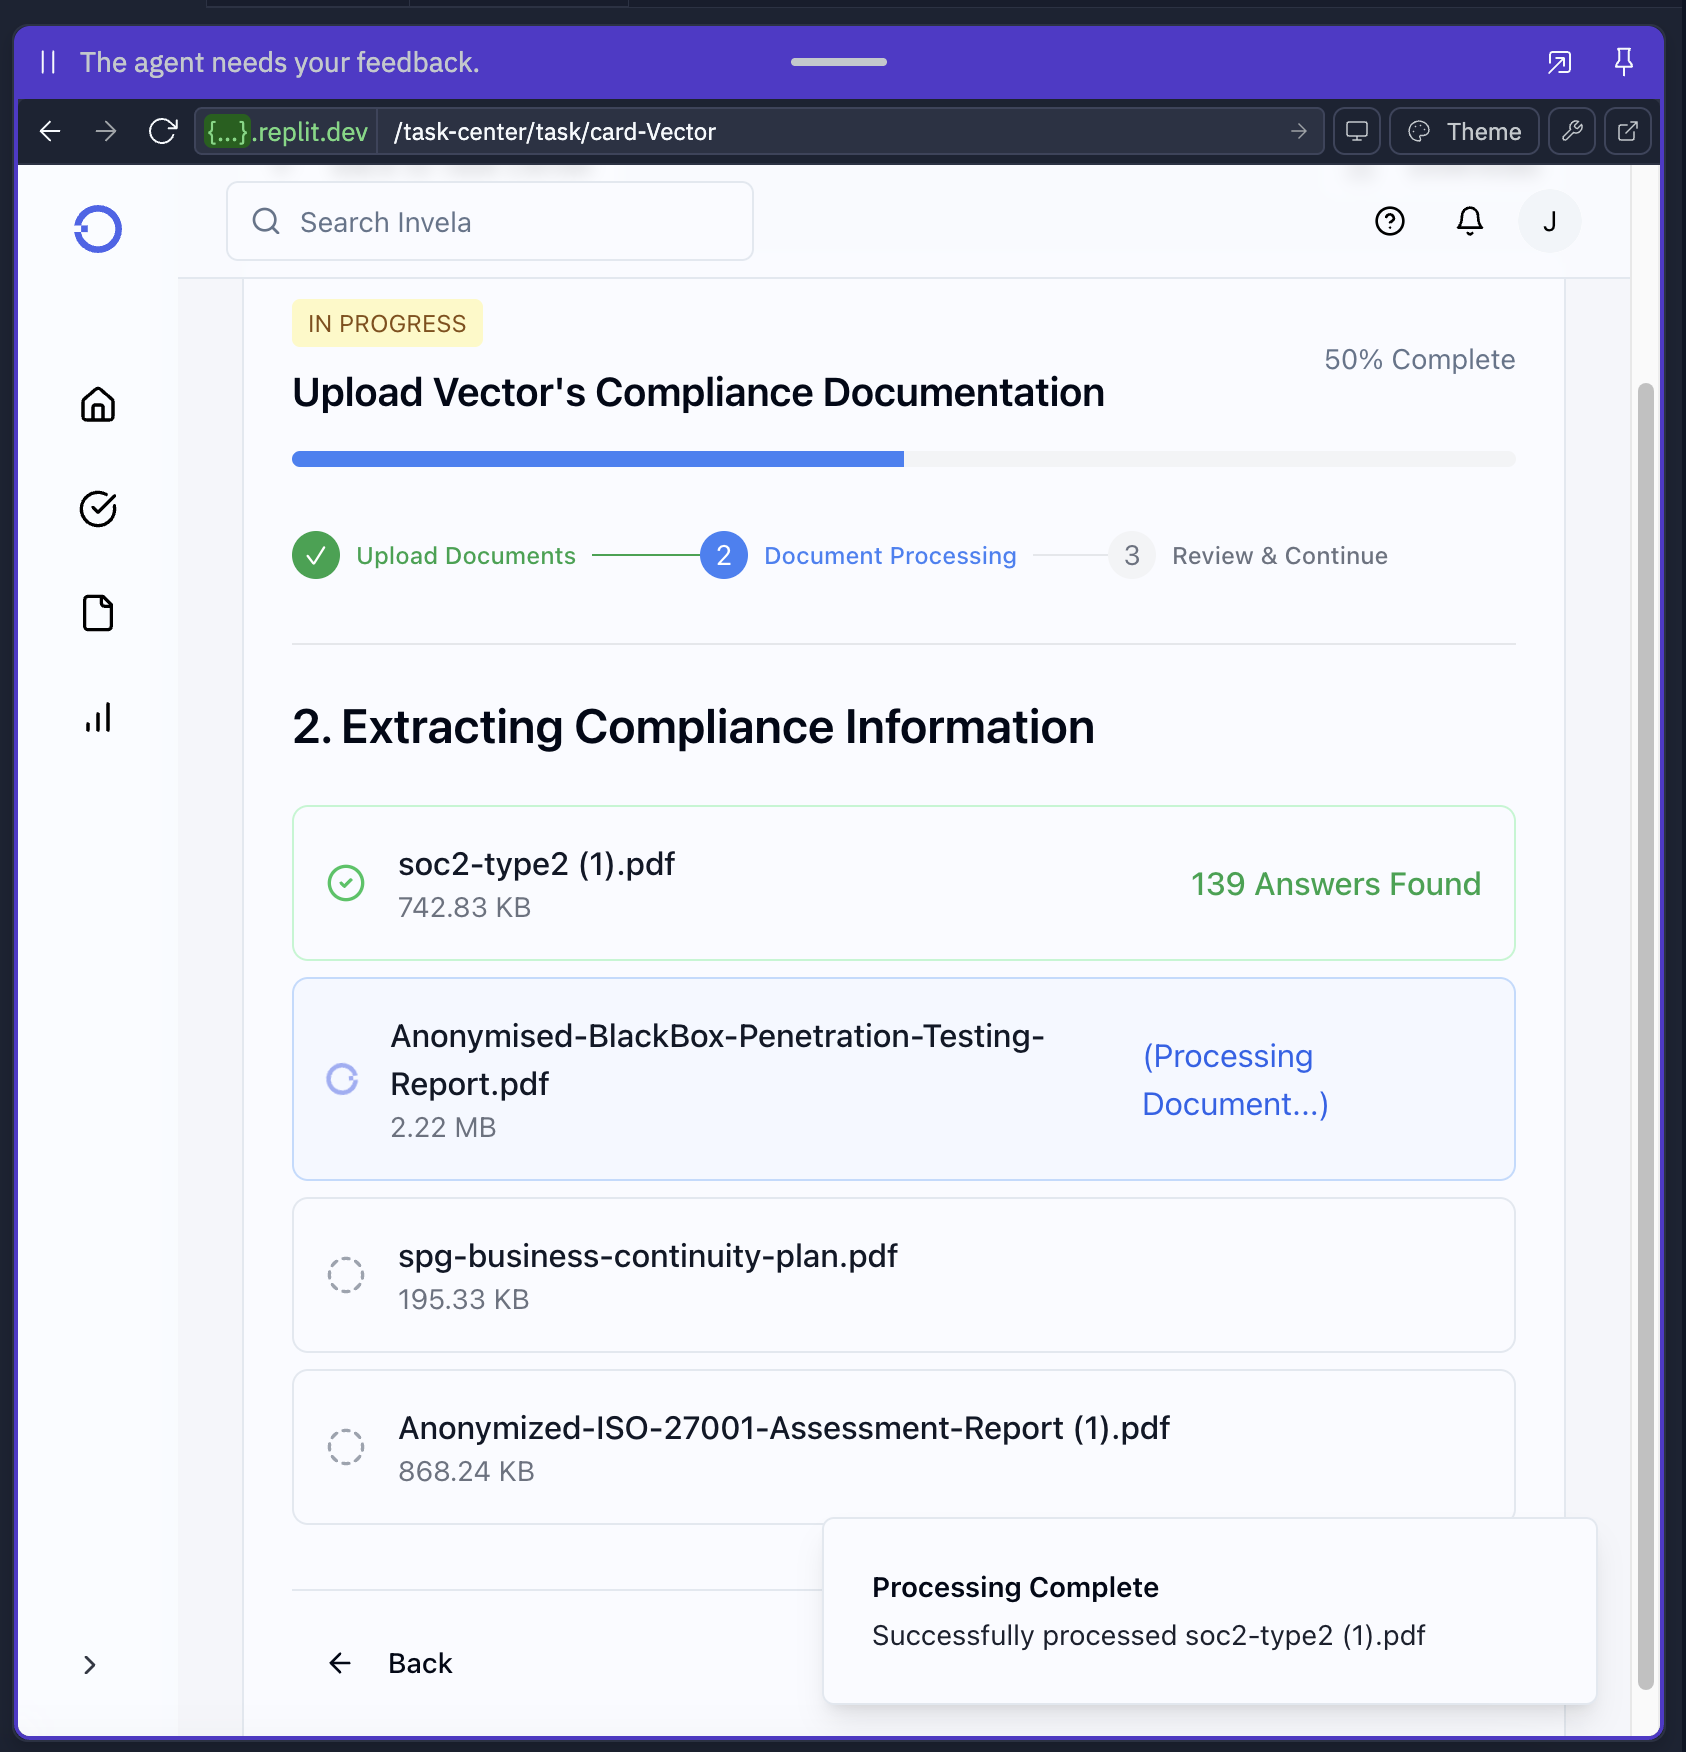 The agent needs your feedback.
{...}.replit.dev /task-center/task/card-Vector
Theme
Search Invela
J
IN PROGRESS
50% Complete
Upload Vector's Compliance Documentation
Upload Documents
2 Document Processing
3 Review & Continue
2. Extracting Compliance Information
soc2-type2 (1).pdf
742.83 KB
139 Answers Found
Anonymised-BlackBox-Penetration-Testing-
Report.pdf
2.22 MB
(Processing
Document...)
spg-business-continuity-plan.pdf
195.33 KB
Anonymized-ISO-27001-Assessment-Report (1).pdf
868.24 KB
Processing Complete
Successfully processed soc2-type2 (1).pdf
Back